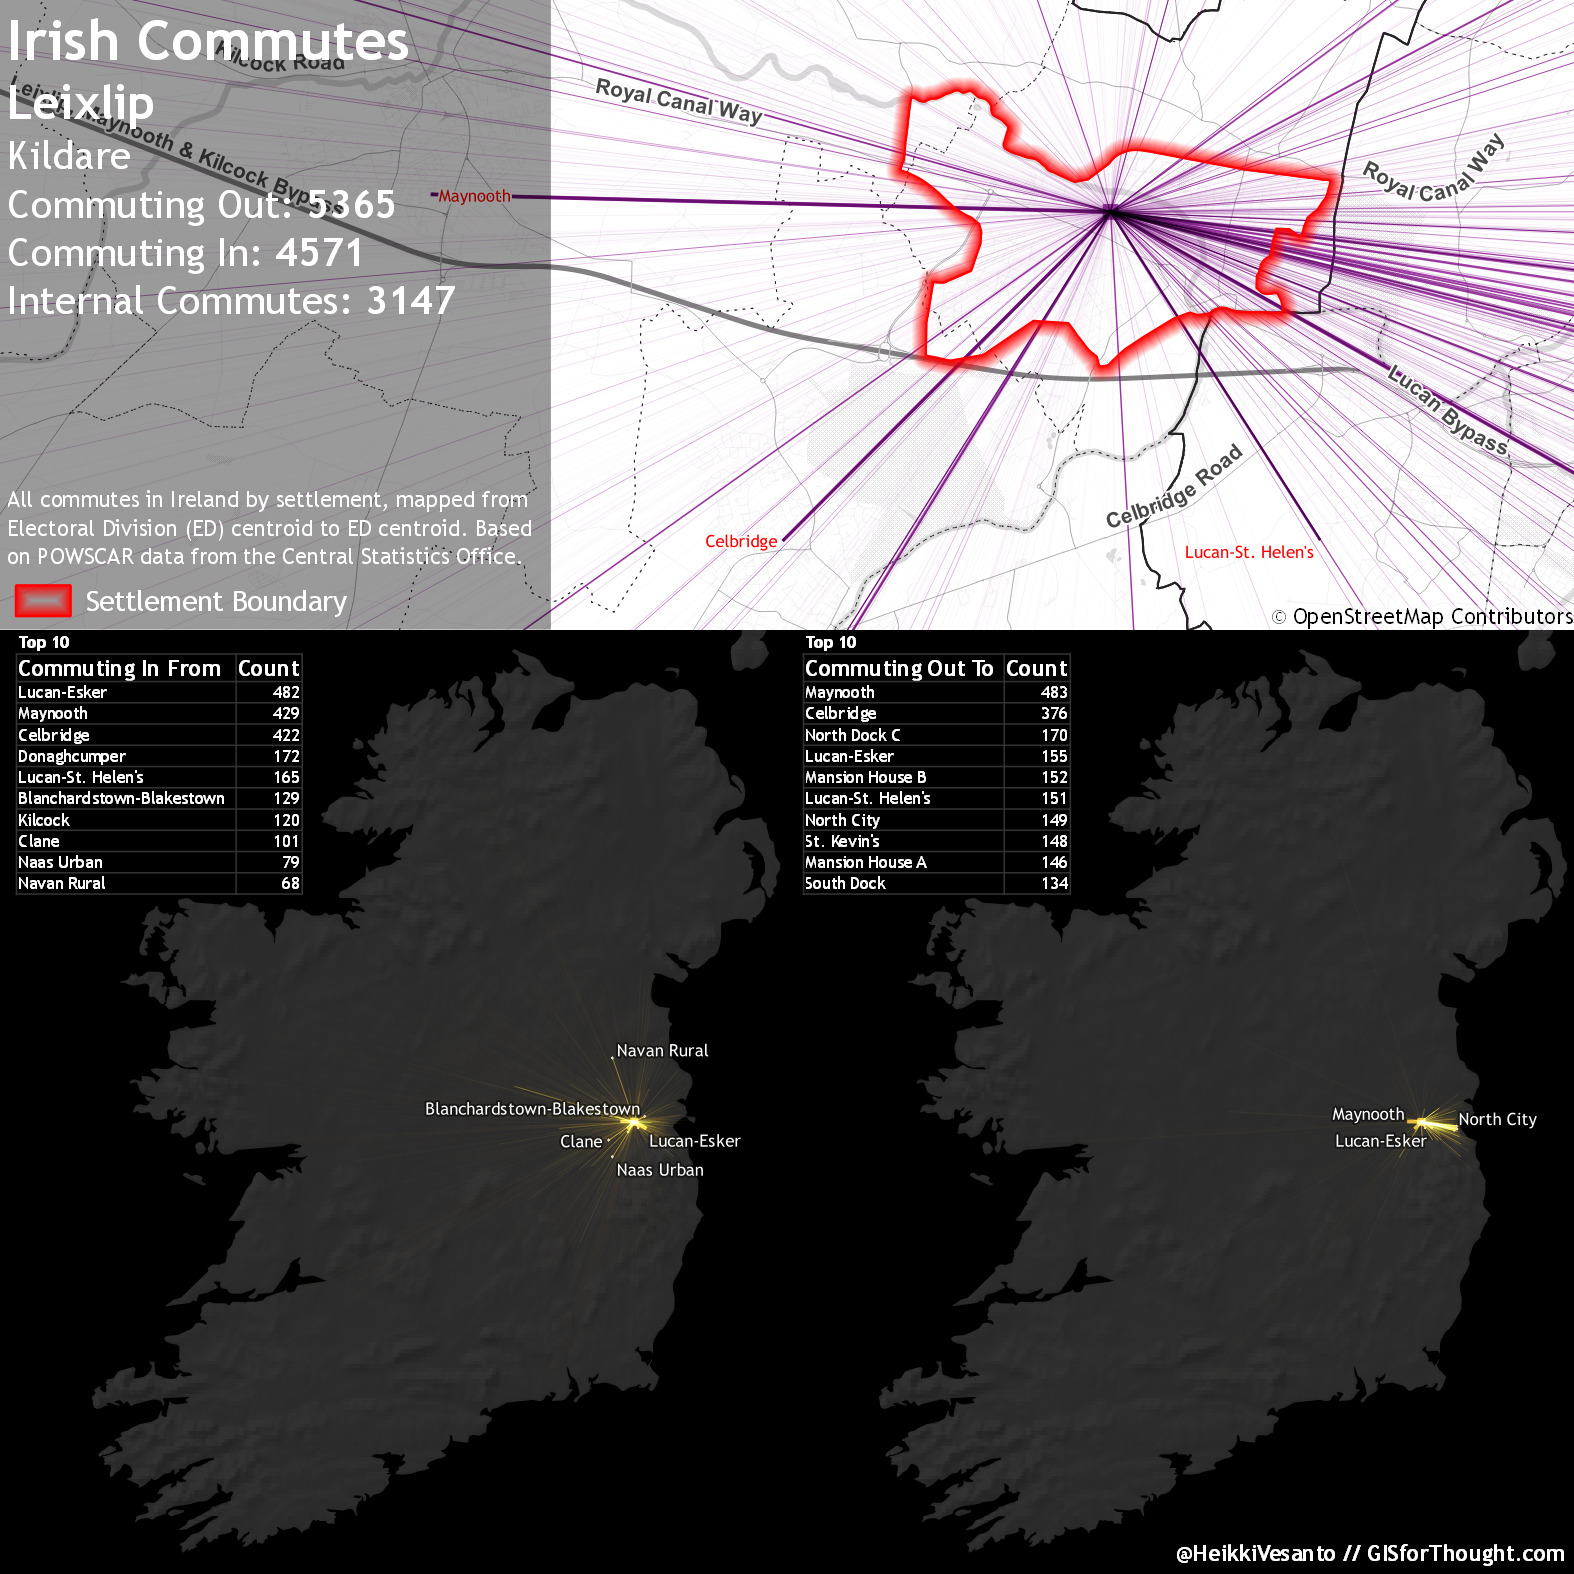 Irish Commutes
Leixlip
Kildare
Commuting Out: 5365
Commuting In: 4571
Internal Commutes: 3147
Kilcock Road
Leixlip, Maynooth & Kilcock Bypass
Maynooth
Royal Canal Way
Royal Canal Way
Lucan Bypass
Celbridge Road
Celbridge
Lucan-St. Helen's
All commutes in Ireland by settlement, mapped from
Electoral Division (ED) centroid to ED centroid. Based
on POWSCAR data from the Central Statistics Office.
Settlement Boundary
© OpenStreetMap Contributors
Top 10
Commuting In From Count
Lucan-Esker 482
Maynooth 429
Celbridge 422
Donaghcumper 172
Lucan-St. Helen's 165
Blanchardstown-Blakestown 129
Kilcock 120
Clane 101
Naas Urban 79
Navan Rural 68
Top 10
Commuting Out To Count
Maynooth 483
Celbridge 376
North Dock C 170
Lucan-Esker 155
Mansion House B 152
Lucan-St. Helen's 151
North City 149
St. Kevin's 148
Mansion House A 146
South Dock 134
Navan Rural
Blanchardstown-Blakestown
Clane
Lucan-Esker
Naas Urban
Maynooth
North City
Lucan-Esker
@HeikkiVesanto // GISforThought.com